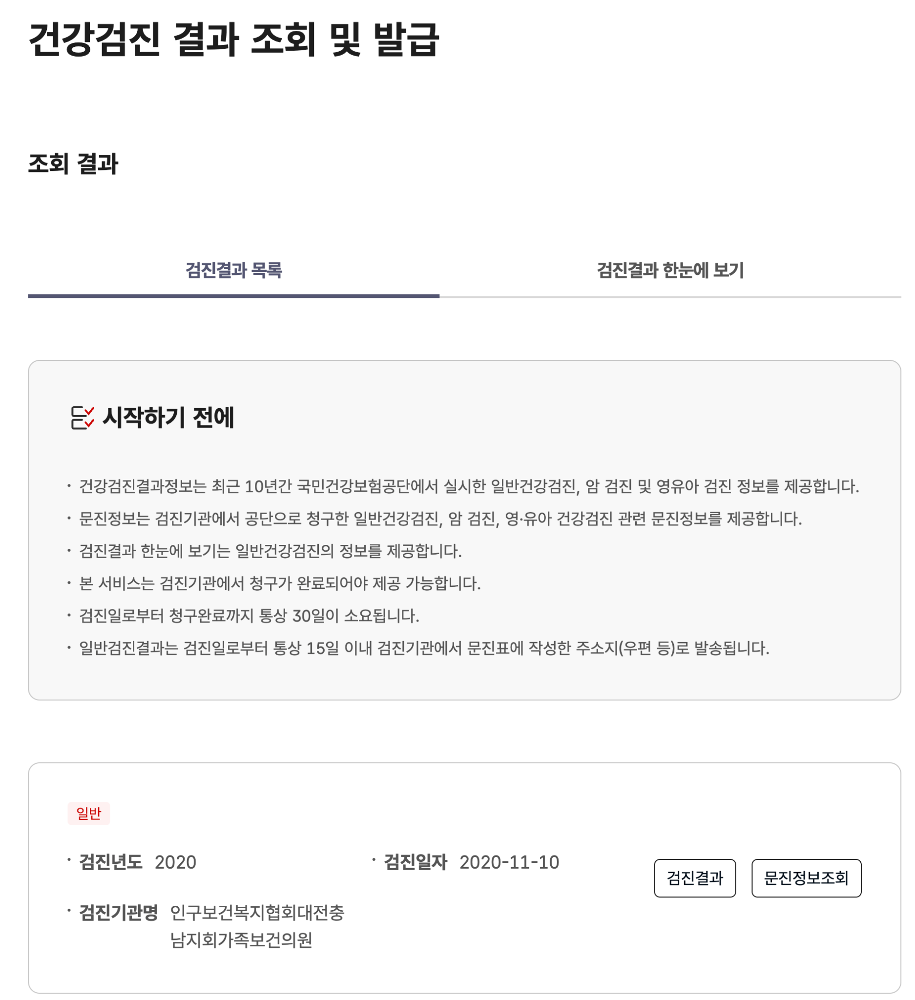 건강검진 결과 조회 및 발급
조회 결과
검진결과 목록
검진결과 한눈에 보기
시작하기 전에
· 건강검진결과정보는 최근 10년간 국민건강보험공단에서 실시한 일반건강검진, 암 검진 및 영유아 검진 정보를 제공합니다.
· 문진정보는 검진기관에서 공단으로 청구한 일반건강검진, 암 검진, 영·유아 건강검진 관련 문진정보를 제공합니다.
· 검진결과 한눈에 보기는 일반건강검진의 정보를 제공합니다.
· 본 서비스는 검진기관에서 청구가 완료되어야 제공 가능합니다.
· 검진일로부터 청구완료까지 통상 30일이 소요됩니다.
· 일반검진결과는 검진일로부터 통상 15일 이내 검진기관에서 문진표에 작성한 주소지(우편 등)로 발송됩니다.
일반
· 검진년도 2020
· 검진일자 2020-11-10
검진결과
문진정보조회
· 검진기관명 인구보건복지협회대전충
남지회가족보건의원